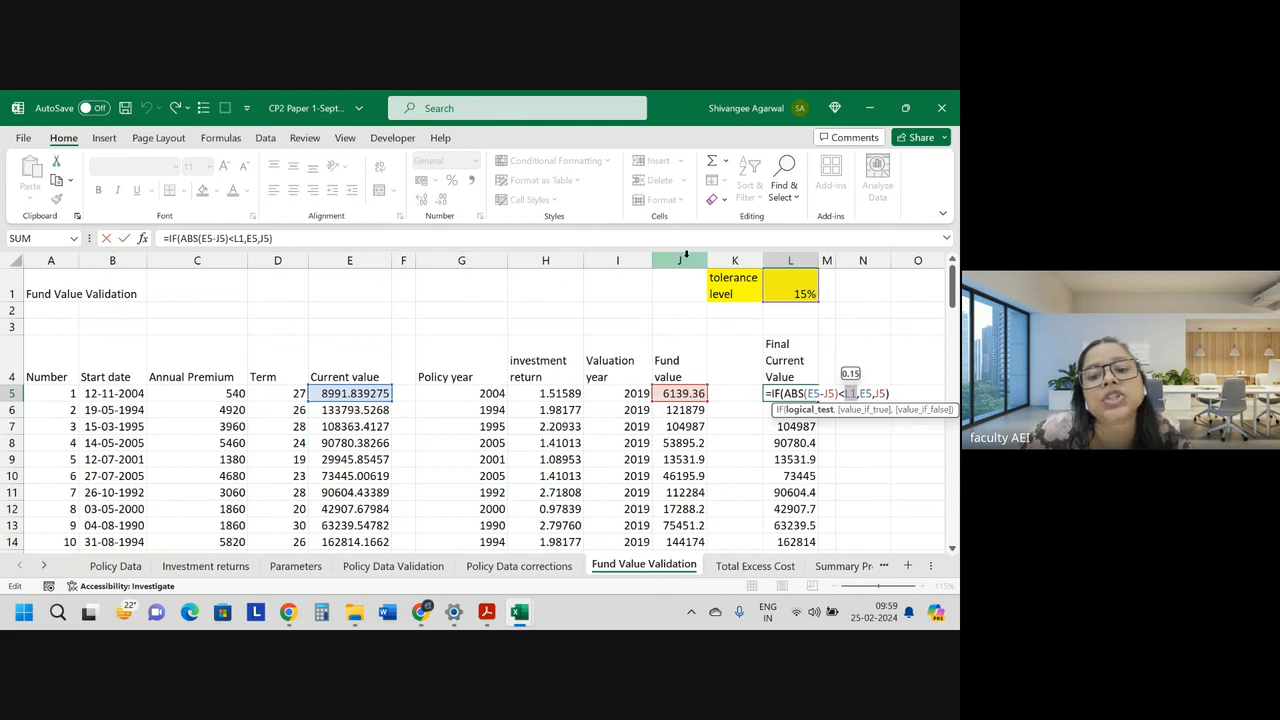 AutoSave Off CP2 Paper 1-Sept... Search Shivangee Agarwal SA
File Home Insert Page Layout Formulas Data Review View Developer Help Comments Share
Paste 11 A A General Conditional Formatting Insert Sort & Find & Add-ins Analyze
B I U A % Format as Table Delete Filter Select Data
Cell Styles Format
Clipboard Font Alignment Number Styles Cells Editing Add-ins
SUM =IF(ABS(E5-J5)<L1,E5,J5)
A B C D E F G H I J K L M N O
tolerance
1 Fund Value Validation level 15%
2
3
Final
investment Valuation Fund Current
4 Number Start date Annual Premium Term Current value Policy year return year value Value
0.15
5 1 12-11-2004 540 27 8991.839275 2004 1.51589 2019 6139.36 =IF(ABS(E5-J5)<L1,E5,J5)
IF(logical_test, [value_if_true], [value_if_false])
6 2 19-05-1994 4920 26 133793.5268 1994 1.98177 2019 121879
7 3 15-03-1995 3960 28 108363.4127 1995 2.20933 2019 104987 104987
8 4 14-05-2005 5460 24 90780.38266 2005 1.41013 2019 53895.2 90780.4
9 5 12-07-2001 1380 19 29945.85457 2001 1.08953 2019 13531.9 13531.9
10 6 27-07-2005 4680 23 73445.00619 2005 1.41013 2019 46195.9 73445
11 7 26-10-1992 3060 28 90604.43389 1992 2.71808 2019 112284 90604.4
12 8 03-05-2000 1860 20 42907.67984 2000 0.97839 2019 17288.2 42907.7
13 9 04-08-1990 1860 30 63239.54782 1990 2.79760 2019 75451.2 63239.5
14 10 31-08-1994 5820 26 162814.1662 1994 1.98177 2019 144174 162814
Policy Data Investment returns Parameters Policy Data Validation Policy Data corrections Fund Value Validation Total Excess Cost Summary Pr
Edit Accessibility: Investigate 115%
22° L ENG
IN 09:59
25-02-2024
faculty AEI